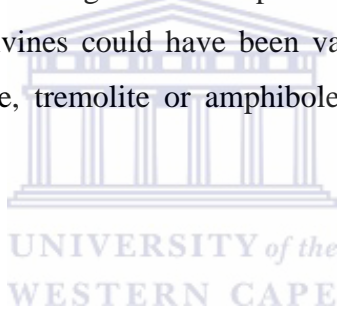 vines could have been va
e, tremolite or amphibole
UNIVERSITY of the
WESTERN CAPE